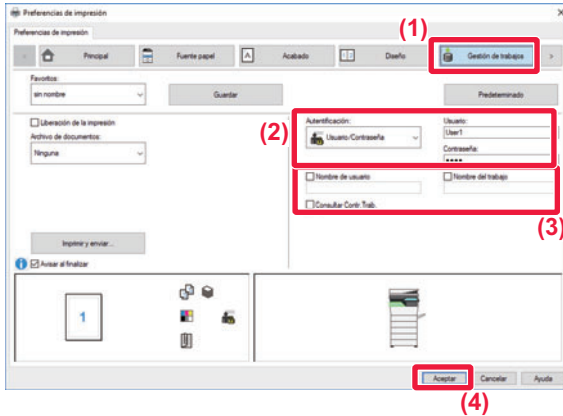 Preferencias de impresión
Preferencias de impresión
(1)
Principal Fuente papel Acabado Diseño Gestión de trabajos
Favoritos:
sin nombre Guardar Predeterminado
Liberación de la impresión
Archivo de documentos:
Ninguna
(2)
Autentificación: Usuario:
Usuario/Contraseña User1
Contraseña:
••••
Nombre de usuario Nombre del trabajo
Consultar Contr.Trab.
(3)
Imprimir y enviar...
Avisar al finalizar
1
Aceptar Cancelar Ayuda
(4)